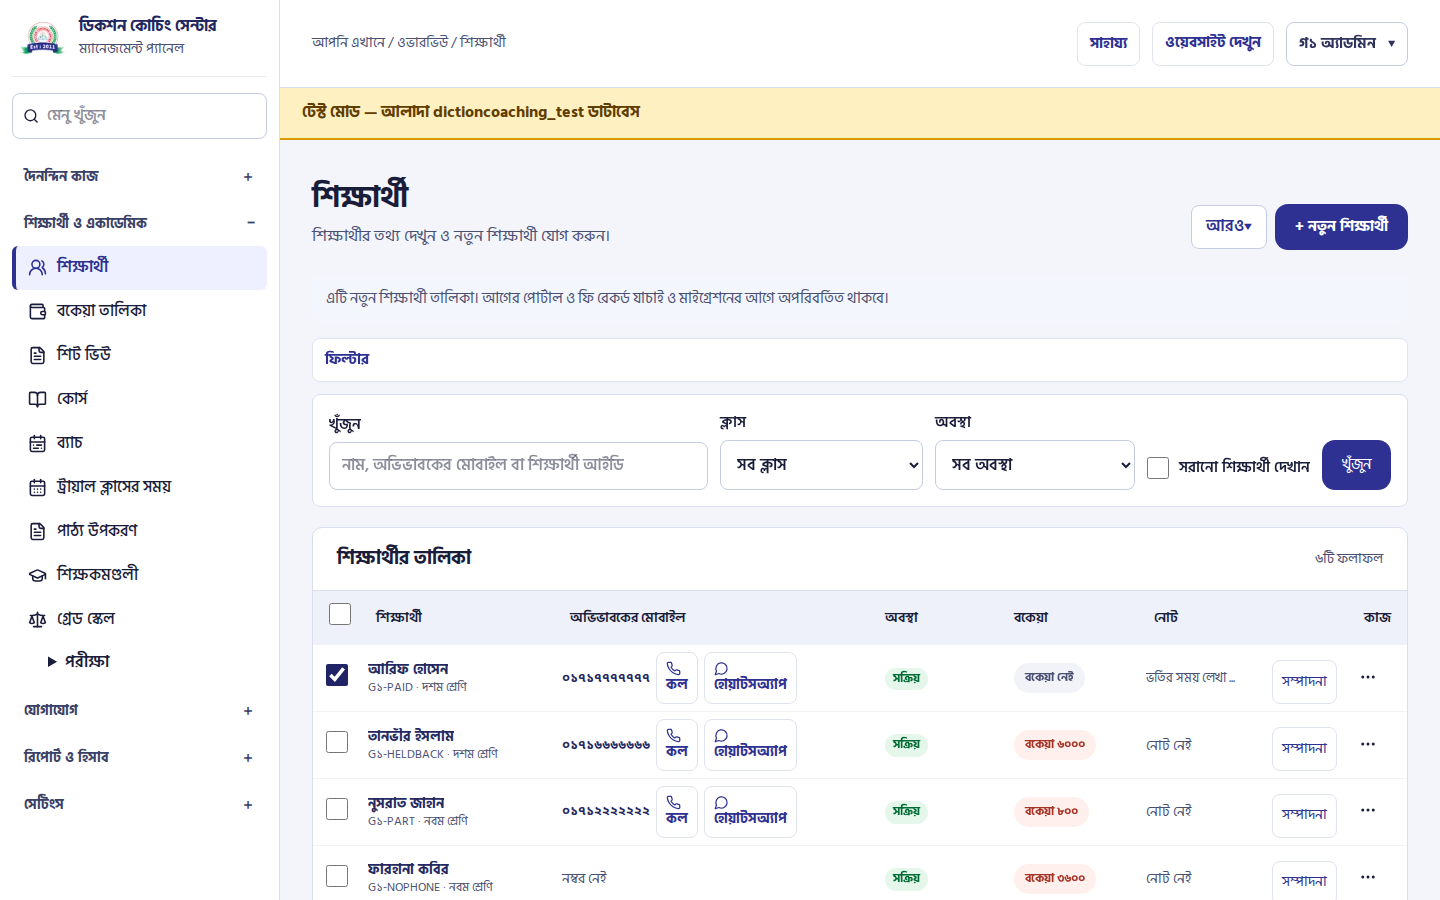 ডিকশন কোচিং সেন্টার
ম্যানেজমেন্ট প্যানেল
Est : 2011
মেনু খুঁজুন
দৈনন্দিন কাজ +
শিক্ষার্থী ও একাডেমিক −
শিক্ষার্থী
বকেয়া তালিকা
শিট ভিউ
কোর্স
ব্যাচ
ট্রায়াল ক্লাসের সময়
পাঠ্য উপকরণ
শিক্ষকমণ্ডলী
গ্রেড স্কেল
▶ পরীক্ষা
যোগাযোগ +
রিপোর্ট ও হিসাব +
সেটিংস +
আপনি এখানে / ওভারভিউ / শিক্ষার্থী
সাহায্য ওয়েবসাইট দেখুন গ১ অ্যাডমিন ▾
টেস্ট মোড — আলাদা dictioncoaching_test ডাটাবেস
শিক্ষার্থী
শিক্ষার্থীর তথ্য দেখুন ও নতুন শিক্ষার্থী যোগ করুন।
আরও▾ + নতুন শিক্ষার্থী
এটি নতুন শিক্ষার্থী তালিকা। আগের পোর্টাল ও ফি রেকর্ড যাচাই ও মাইগ্রেশনের আগে অপরিবর্তিত থাকবে।
ফিল্টার
খুঁজুন ক্লাস অবস্থা
নাম, অভিভাবকের মোবাইল বা শিক্ষার্থী আইডি সব ক্লাস সব অবস্থা সরানো শিক্ষার্থী দেখান খুঁজুন
শিক্ষার্থীর তালিকা ৬টি ফলাফল
শিক্ষার্থী অভিভাবকের মোবাইল অবস্থা বকেয়া নোট কাজ
আরিফ হোসেন
G১-PAID · দশম শ্রেণি
০১৭১৭৭৭৭৭৭৭ কল হোয়াটসঅ্যাপ সক্রিয় বকেয়া নেই ভর্তির সময় লেখা ... সম্পাদনা ...
তানভীর ইসলাম
G১-HELDBACK · দশম শ্রেণি
০১৭১৬৬৬৬৬৬৬ কল হোয়াটসঅ্যাপ সক্রিয় বকেয়া ৬০০০ নোট নেই সম্পাদনা ...
নুসরাত জাহান
G১-PART · নবম শ্রেণি
০১৭১২২২২২২২ কল হোয়াটসঅ্যাপ সক্রিয় বকেয়া ৮০০ নোট নেই সম্পাদনা ...
ফারহানা কবির
G১-NOPHONE · নবম শ্রেণি
নম্বর নেই সক্রিয় বকেয়া ৩৬০০ নোট নেই সম্পাদনা ...